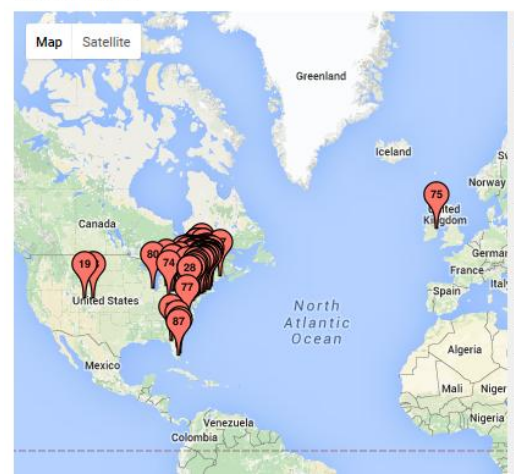 Map Satellite
Greenland
Iceland
Norway
75
United
Kingdom
Canada
80
74
19
28
77
United States
87
France
Spain
North
Atlantic
Ocean
Algeria
Mexico
Mali
Niger
Nigeria
Venezuela
Colombia